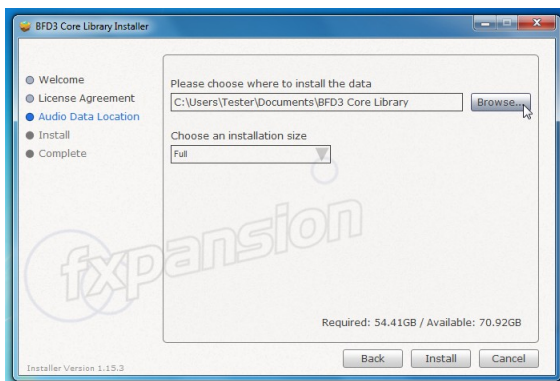 BFD3 Core Library Installer
Welcome
License Agreement
Audio Data Location
Install
Complete
Please choose where to install the data
C:\Users\Tester\Documents\BFD3 Core Library
Browse...
Choose an installation size
Full
fxpansion
Required: 54.41GB / Available: 70.92GB
Installer Version 1.15.3
Back
Install
Cancel